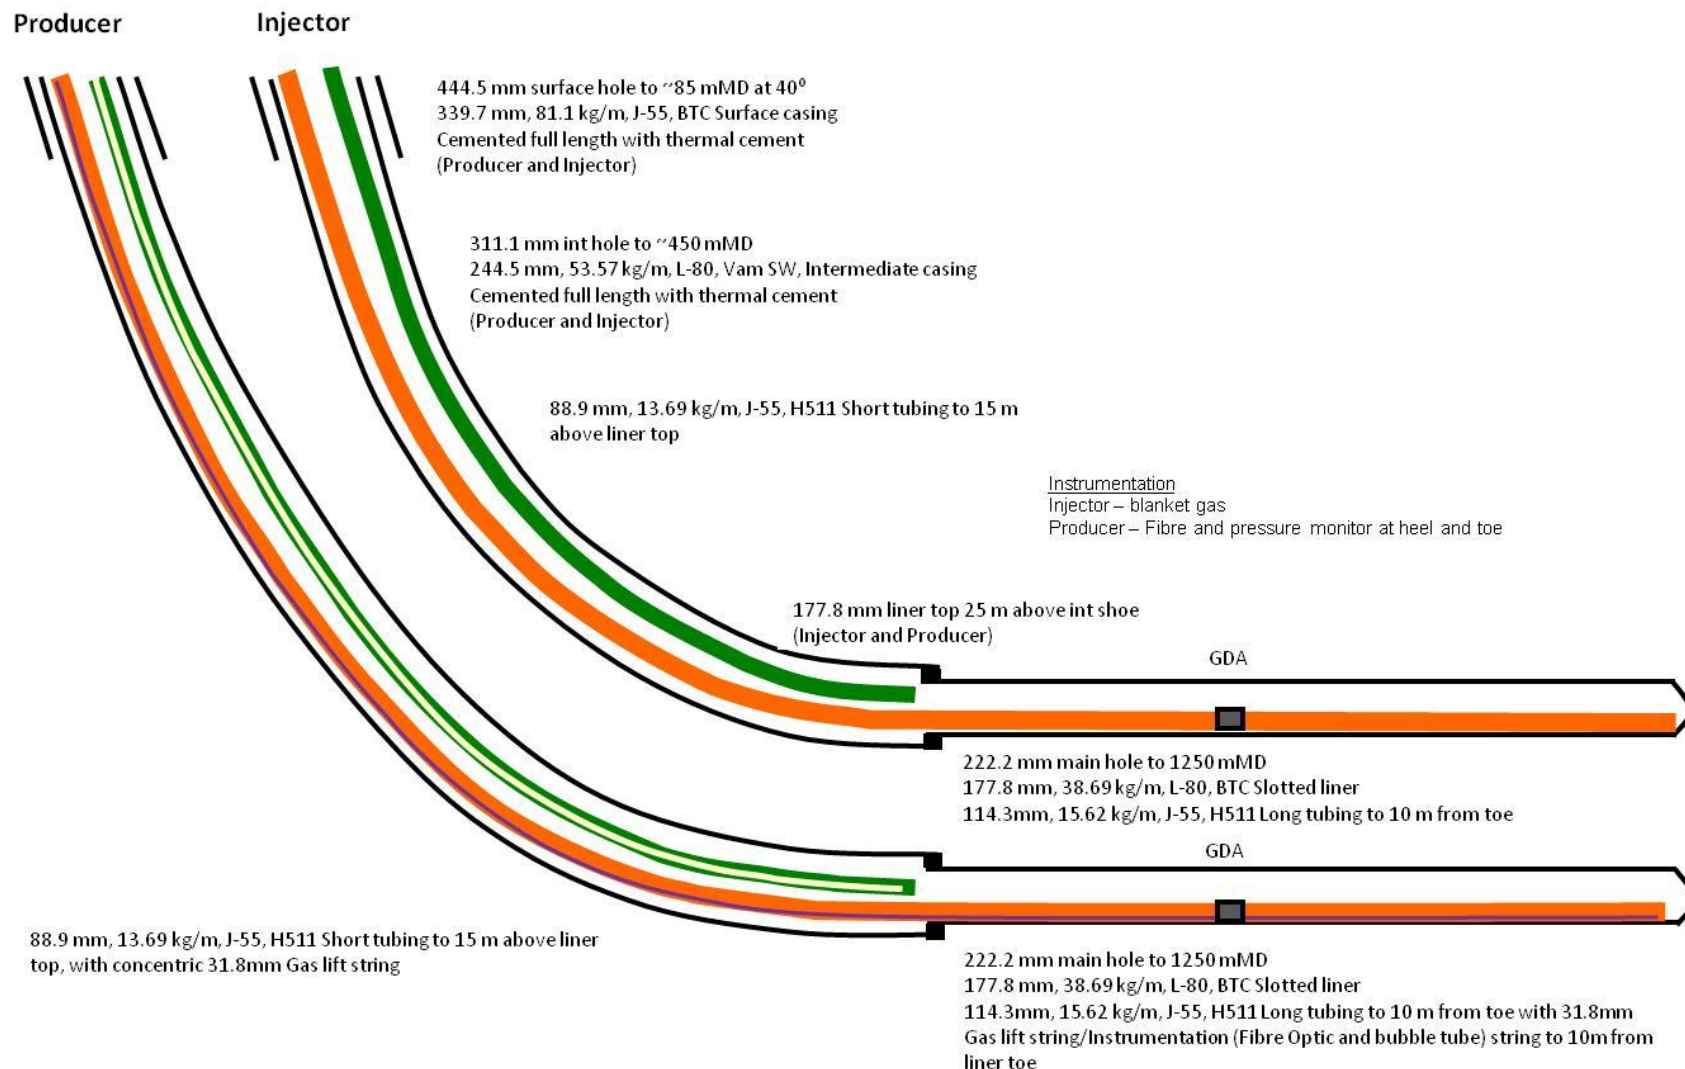 Producer
Injector
444.5 mm surface hole to ~85 mMD at 40⁰
339.7 mm, 81.1 kg/m, J-55, BTC Surface casing
Cemented full length with thermal cement
(Producer and Injector)
311.1 mm int hole to ~450 mMD
244.5 mm, 53.57 kg/m, L-80, Vam SW, Intermediate casing
Cemented full length with thermal cement
(Producer and Injector)
88.9 mm, 13.69 kg/m, J-55, H511 Short tubing to 15 m
above liner top
Instrumentation
Injector – blanket gas
Producer – Fibre and pressure monitor at heel and toe
177.8 mm liner top 25 m above int shoe
(Injector and Producer)
GDA
222.2 mm main hole to 1250 mMD
177.8 mm, 38.69 kg/m, L-80, BTC Slotted liner
114.3mm, 15.62 kg/m, J-55, H511 Long tubing to 10 m from toe
GDA
88.9 mm, 13.69 kg/m, J-55, H511 Short tubing to 15 m above liner
top, with concentric 31.8mm Gas lift string
222.2 mm main hole to 1250 mMD
177.8 mm, 38.69 kg/m, L-80, BTC Slotted liner
114.3mm, 15.62 kg/m, J-55, H511 Long tubing to 10 m from toe with 31.8mm
Gas lift string/Instrumentation (Fibre Optic and bubble tube) string to 10m from
liner toe